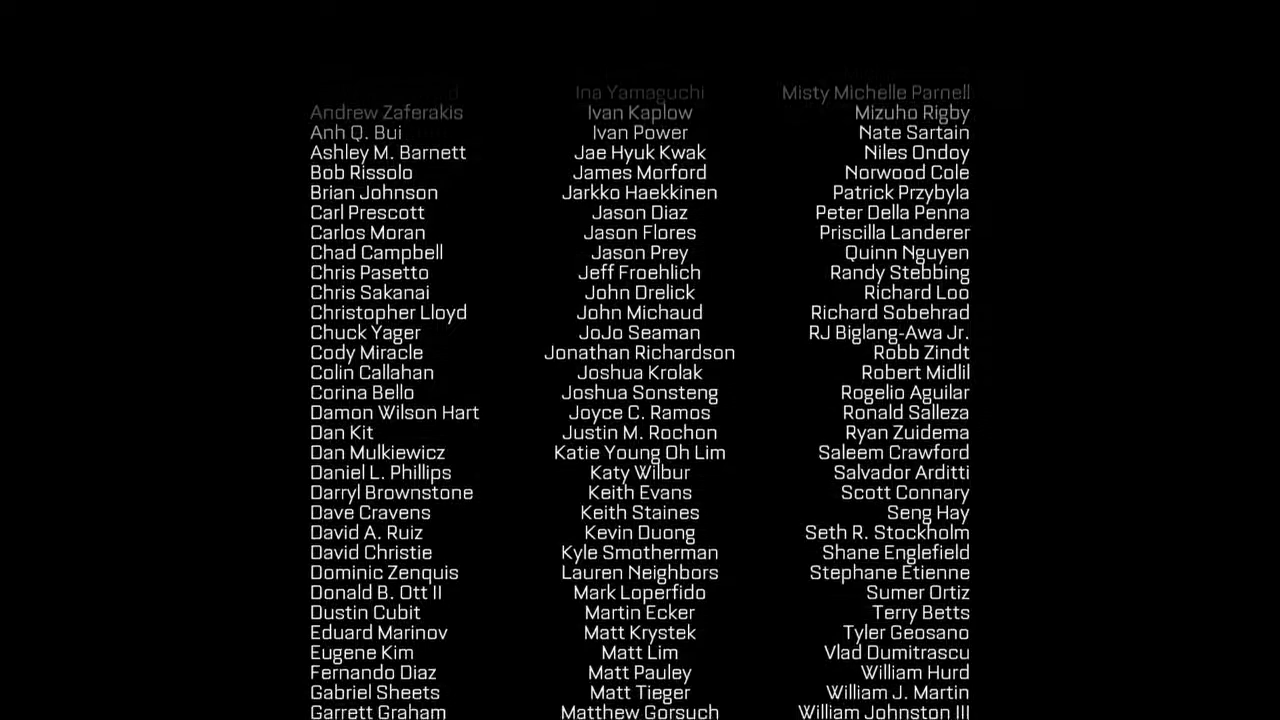 Ina Yamaguchi Misty Michelle Parnell
Andrew Zaferakis Ivan Kaplow Mizuho Rigby
Anh Q. Bui Ivan Power Nate Sartain
Ashley M. Barnett Jae Hyuk Kwak Niles Ondoy
Bob Rissolo James Morford Norwood Cole
Brian Johnson Jarkko Haekkinen Patrick Przybyla
Carl Prescott Jason Diaz Peter Della Penna
Carlos Moran Jason Flores Priscilla Landerer
Chad Campbell Jason Prey Quinn Nguyen
Chris Pasetto Jeff Froehlich Randy Stebbing
Chris Sakanai John Drelick Richard Loo
Christopher Lloyd John Michaud Richard Sobehrad
Chuck Yager JoJo Seaman RJ Biglang-Awa Jr.
Cody Miracle Jonathan Richardson Robb Zindt
Colin Callahan Joshua Krolak Robert Midlil
Corina Bello Joshua Sonsteng Rogelio Aguilar
Damon Wilson Hart Joyce C. Ramos Ronald Salleza
Dan Kit Justin M. Rochon Ryan Zuidema
Dan Mulkiewicz Katie Young Oh Lim Saleem Crawford
Daniel L. Phillips Katy Wilbur Salvador Arditti
Darryl Brownstone Keith Evans Scott Connary
Dave Cravens Keith Staines Seng Hay
David A. Ruiz Kevin Duong Seth R. Stockholm
David Christie Kyle Smotherman Shane Englefield
Dominic Zenquis Lauren Neighbors Stephane Etienne
Donald B. Ott II Mark Loperfido Sumer Ortiz
Dustin Cubit Martin Ecker Terry Betts
Eduard Marinov Matt Krystek Tyler Geosano
Eugene Kim Matt Lim Vlad Dumitrascu
Fernando Diaz Matt Pauley William Hurd
Gabriel Sheets Matt Tieger William J. Martin
Garrett Graham Matthew Gorsuch William Johnston III